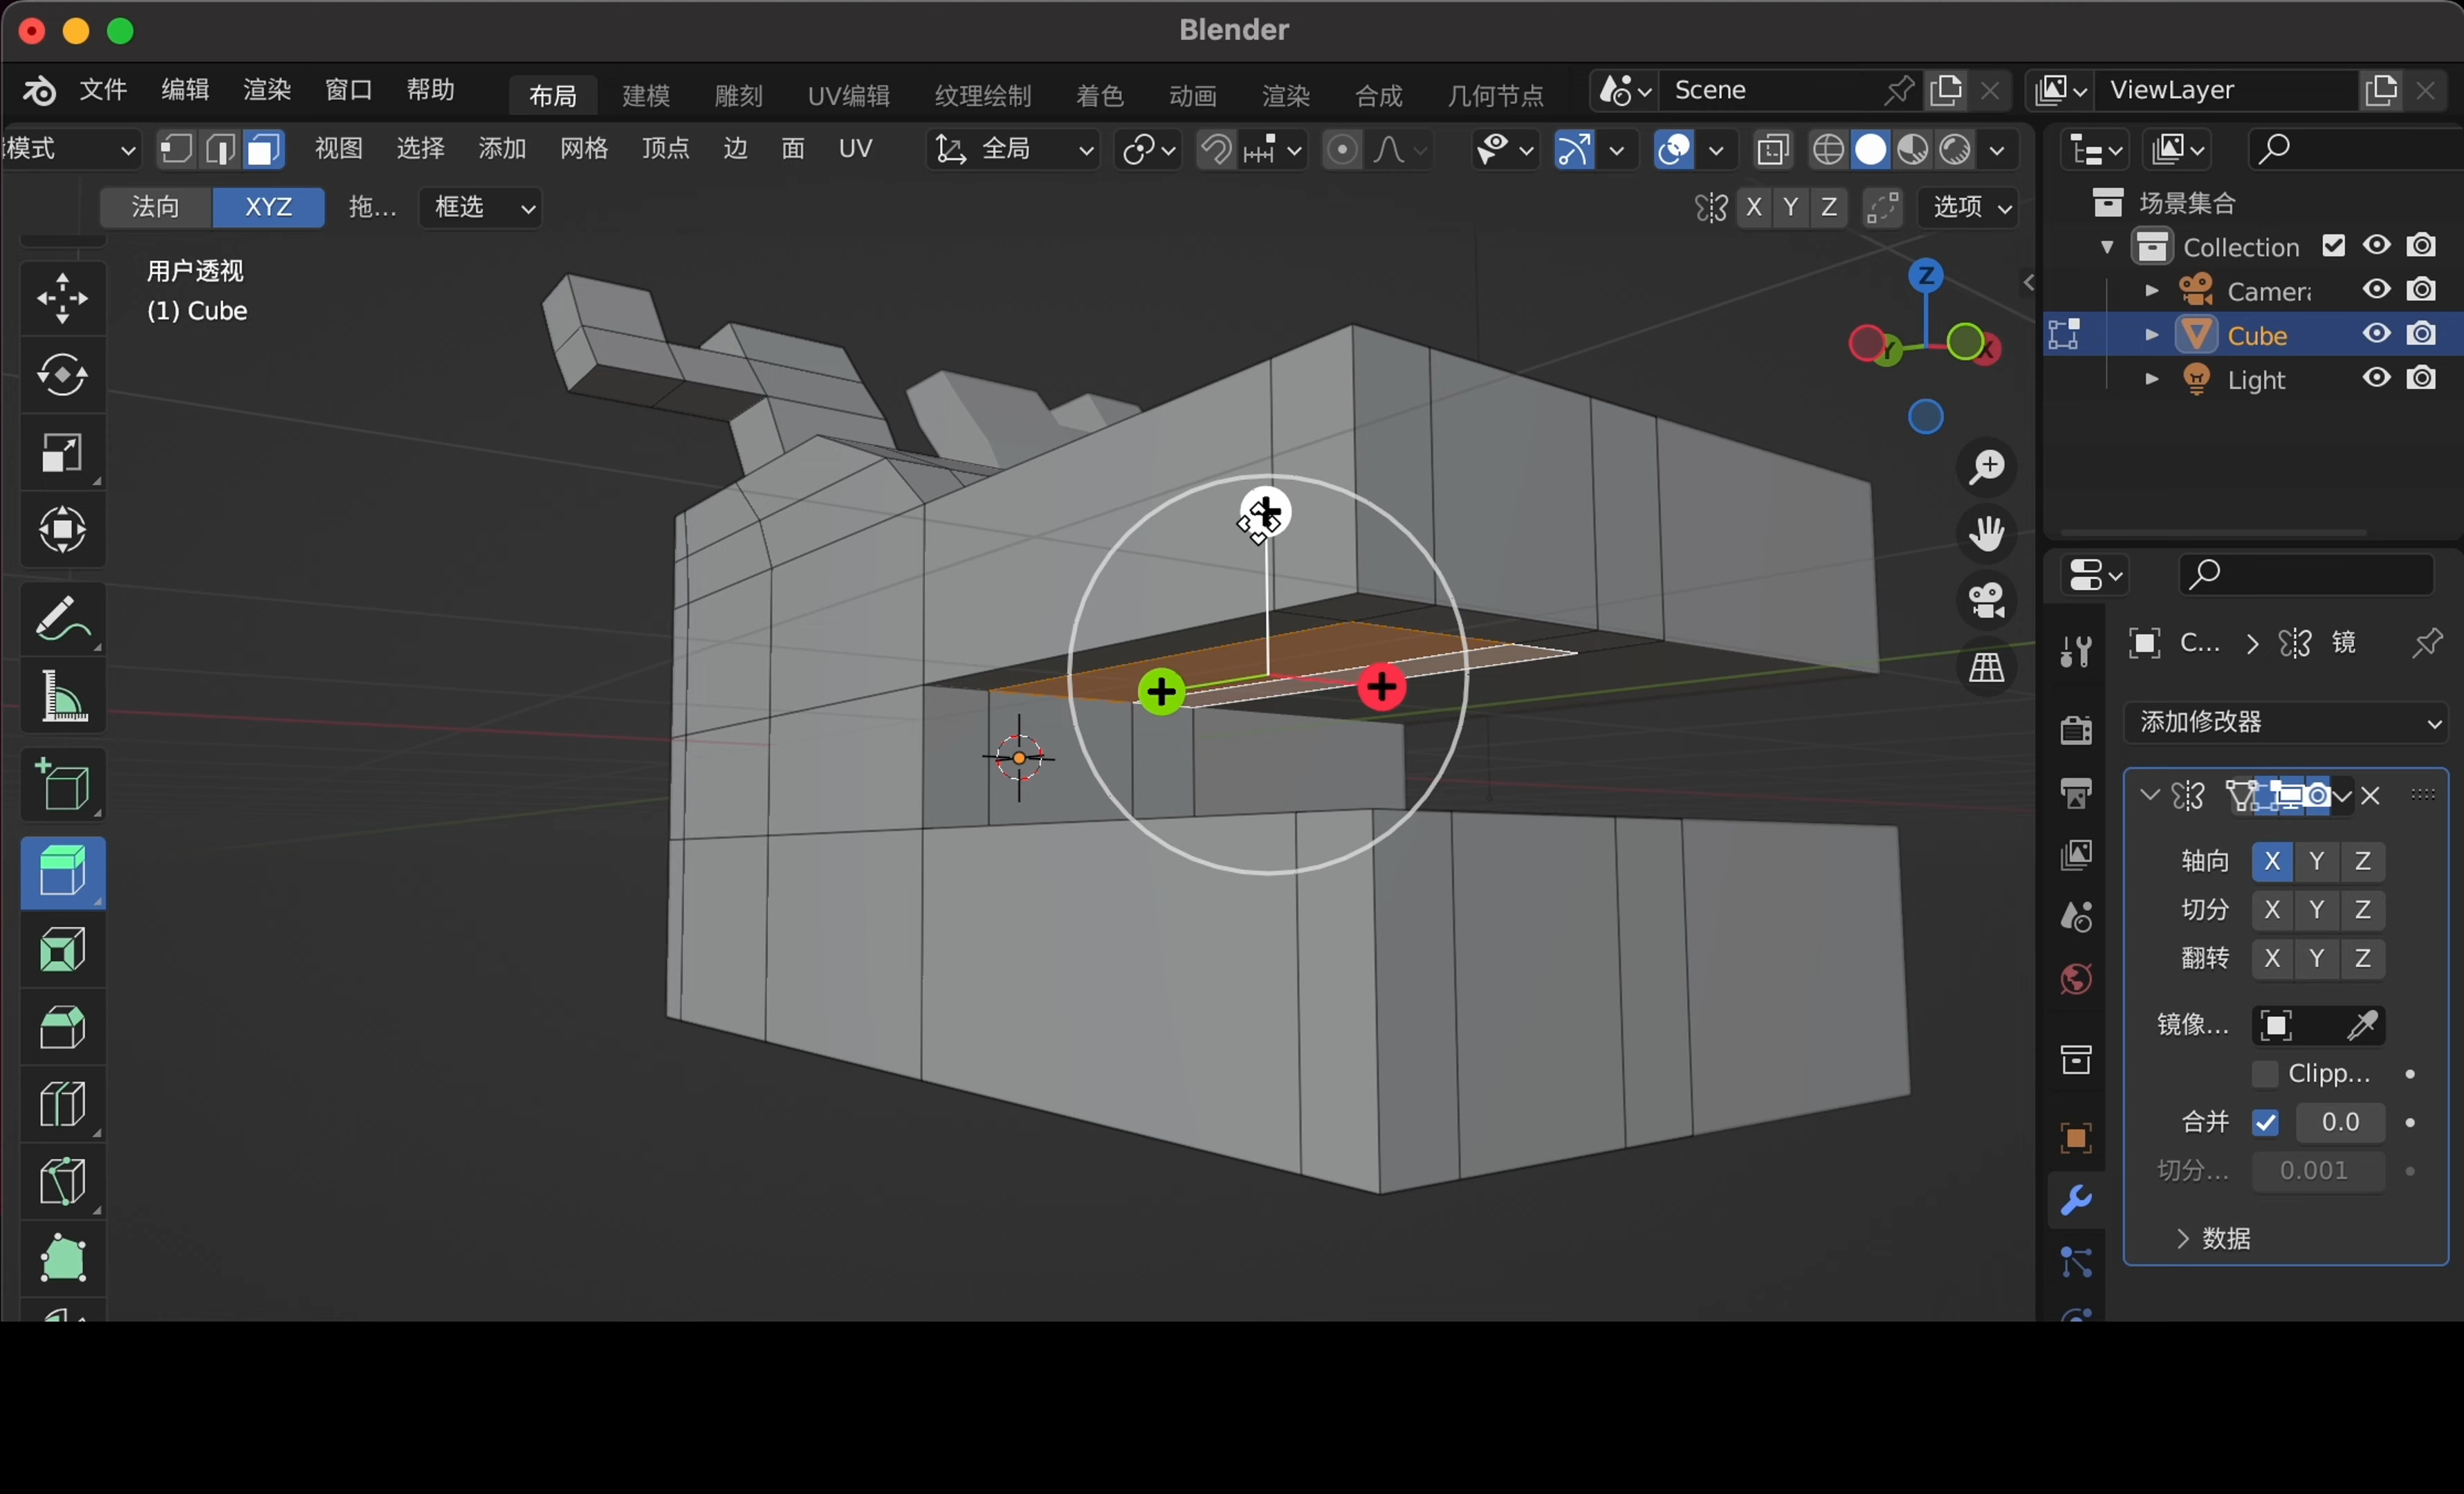 Blender
文件 编辑 渲染 窗口 帮助 布局 建模 雕刻 UV编辑 纹理绘制 着色 动画 渲染 合成 几何节点 Scene ViewLayer
模式 视图 选择 添加 网格 顶点 边 面 UV 全局
法向 XYZ 拖... 框选 X Y Z 选项
场景集合
Collection
Camera
Cube
Light
用户透视
(1) Cube
Z
Y X
C... 镜
添加修改器
轴向 X Y Z
切分 X Y Z
翻转 X Y Z
镜像...
Clipp...
合并 0.0
切分... 0.001
数据